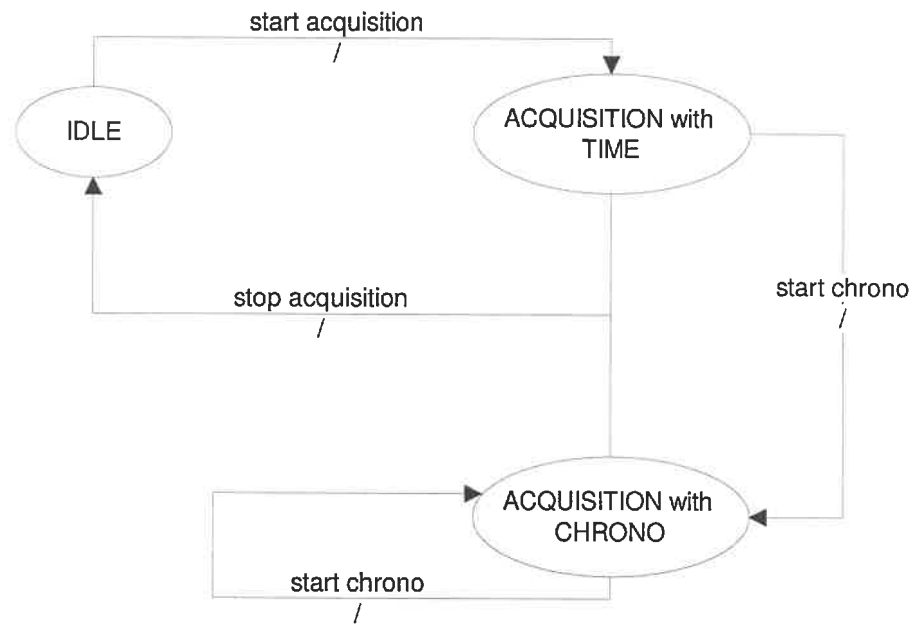 start acquisition
/
IDLE
ACQUISITION with
TIME
stop acquisition
/
start chrono
/
ACQUISITION with
CHRONO
start chrono
/